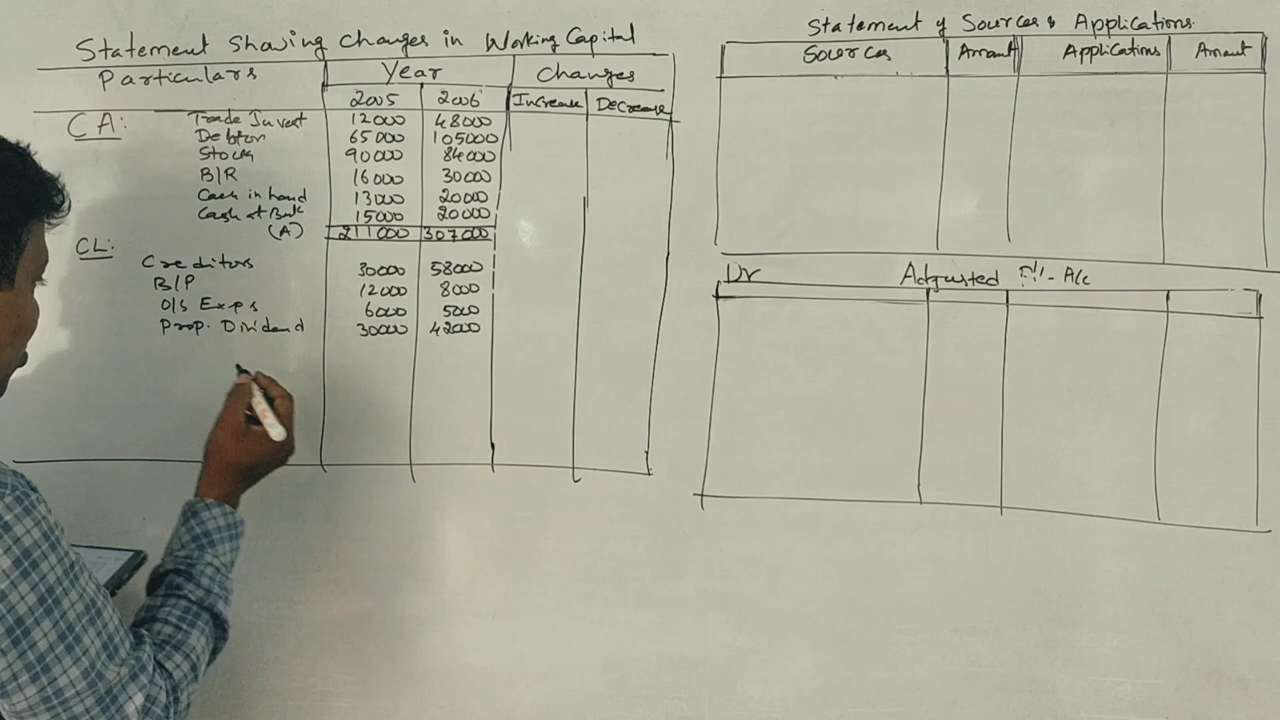 Statement Showing Changes in Working Capital
Particulars Year Changes
2005 2006 Increase Decrease
CA: Trade Invest 12000 48000
Debtors 65000 105000
Stock 90000 84000
B/R 16000 30000
Cash in hand 13000 20000
Cash at Bank 15000 20000
(A) 211000 307000
CL:
Creditors 30000 58000
B/P 12000 8000
O/S Exps 6000 5000
Prop. Dividend 30000 42000
Statement of Sources & Applications
Sources Amount Applications Amount
Dr Adjusted A/c